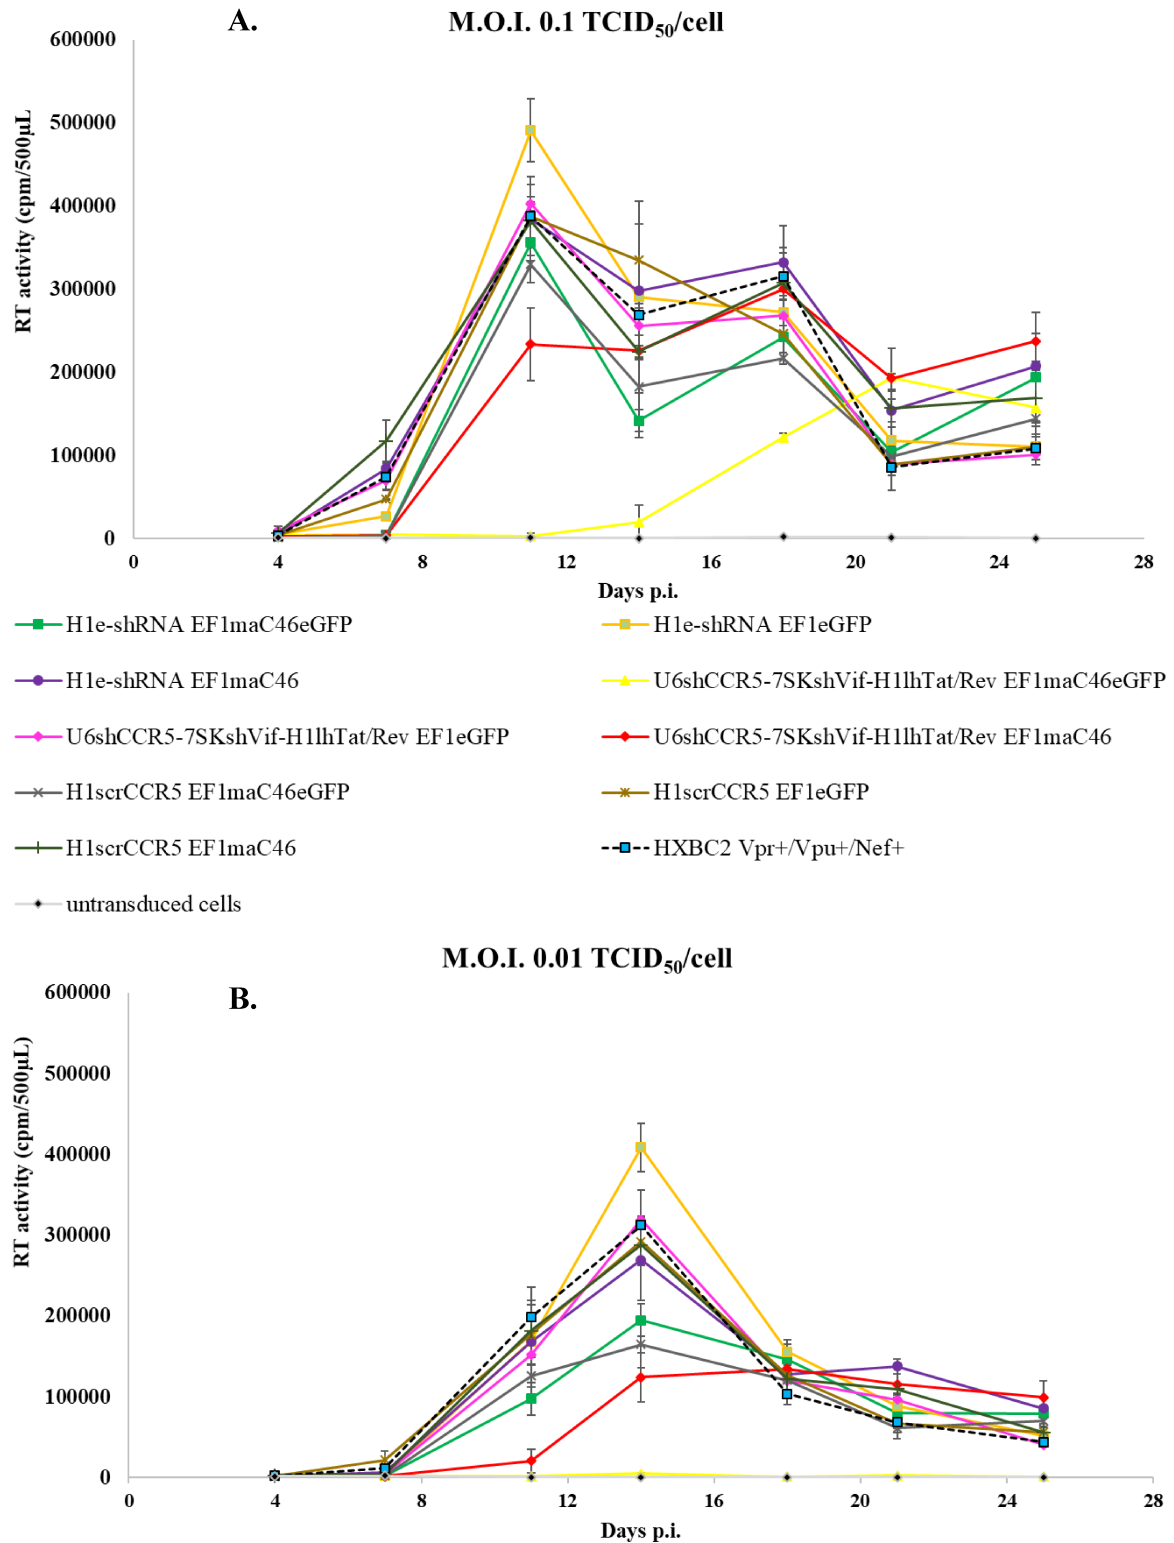 A.
M.O.I. 0.1 TCID50/cell
RT activity (cpm/500µL
600000
500000
400000
300000
200000
100000
0
0 4 8 12 16 20 24 28
Days p.i.
H1e-shRNA EF1maC46eGFP
H1e-shRNA EF1eGFP
H1e-shRNA EF1maC46
U6shCCR5-7SKshVif-H1lhTat/Rev EF1maC46eGFP
U6shCCR5-7SKshVif-H1lhTat/Rev EF1eGFP
U6shCCR5-7SKshVif-H1lhTat/Rev EF1maC46
H1scrCCR5 EF1maC46eGFP
H1scrCCR5 EF1eGFP
H1scrCCR5 EF1maC46
HXBC2 Vpr+/Vpu+/Nef+
untransduced cells
M.O.I. 0.01 TCID50/cell
B.
RT activity (cpm/500µL)
600000
500000
400000
300000
200000
100000
0
0 4 8 12 16 20 24 28
Days p.i.